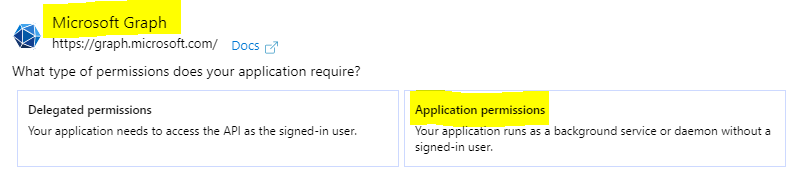 Microsoft Graph
https://graph.microsoft.com/ Docs
What type of permissions does your application require?
Delegated permissions
Your application needs to access the API as the signed-in user.
Application permissions
Your application runs as a background service or daemon without a
signed-in user.